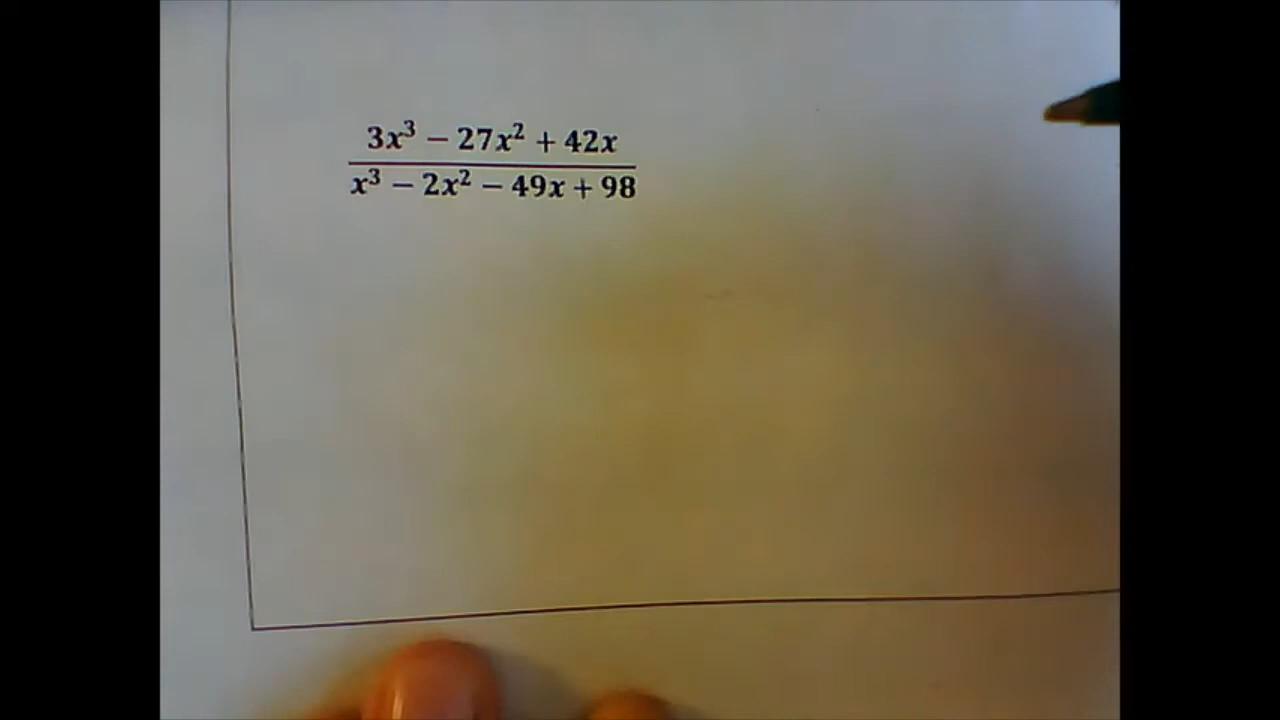 3x³ − 27x² + 42x
x³ − 2x² − 49x + 98